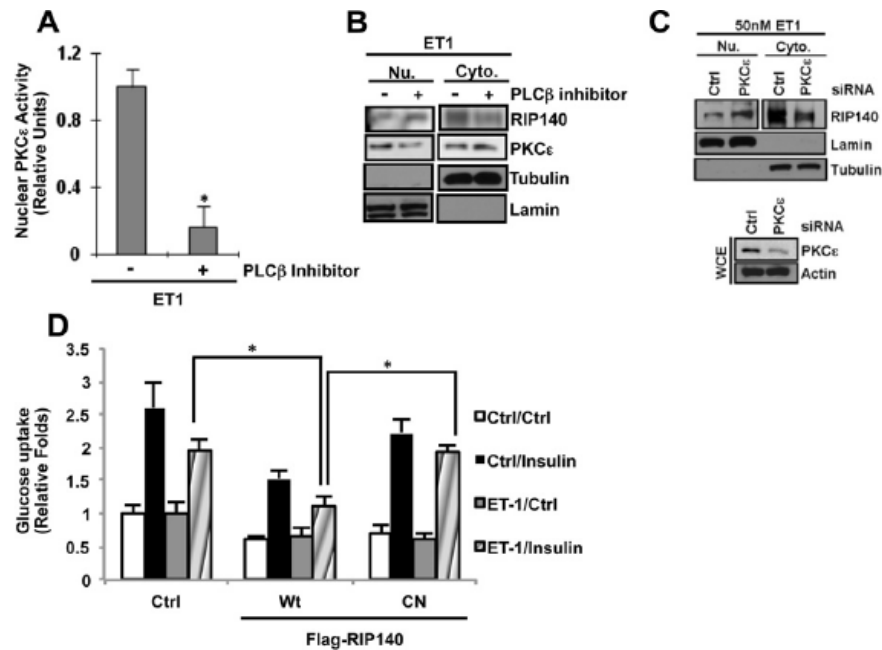 A
Nuclear PKCε Activity
(Relative Units)
1.2
0.8
0.4
0
*
- + PLCβ Inhibitor
ET1
B
ET1
Nu. Cyto.
- + - + PLCβ inhibitor
RIP140
PKCε
Tubulin
Lamin
C
50nM ET1
Nu. Cyto.
Ctrl PKCε Ctrl PKCε siRNA
RIP140
Lamin
Tubulin
Ctrl PKCε siRNA
WCE
PKCε
Actin
D
Glucose uptake
(Relative Folds)
3.5
3
2.5
2
1.5
1
0.5
0
* *
Ctrl/Ctrl
Ctrl/Insulin
ET-1/Ctrl
ET-1/Insulin
Ctrl Wt CN
Flag-RIP140